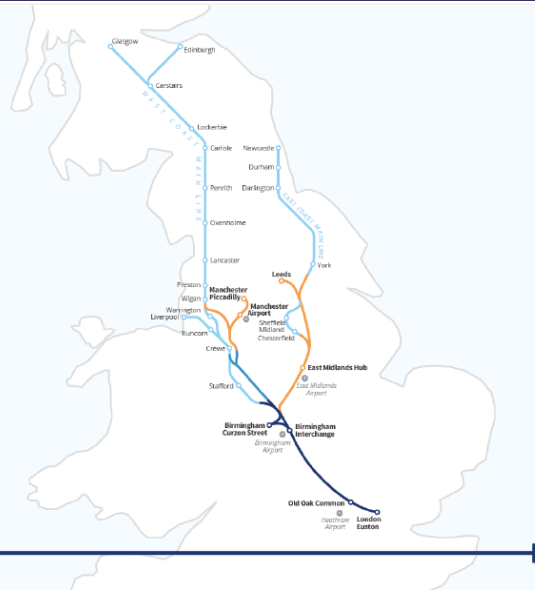 Glasgow
Edinburgh
Carstairs
WEST COAST MAIN LINE
Lockerbie
Carlisle
Newcastle
Durham
Penrith
Darlington
EAST COAST MAIN LINE
Oxenholme
Lancaster
York
Leeds
Preston
Manchester
Piccadilly
Wigan
Manchester
Airport
Warrington
Liverpool
Sheffield
Midland
Runcorn
Chesterfield
Crewe
East Midlands Hub
Stafford
East Midlands
Airport
Birmingham
Curzon Street
Birmingham
Interchange
Birmingham
Airport
Old Oak Common
Heathrow
Airport
London
Euston